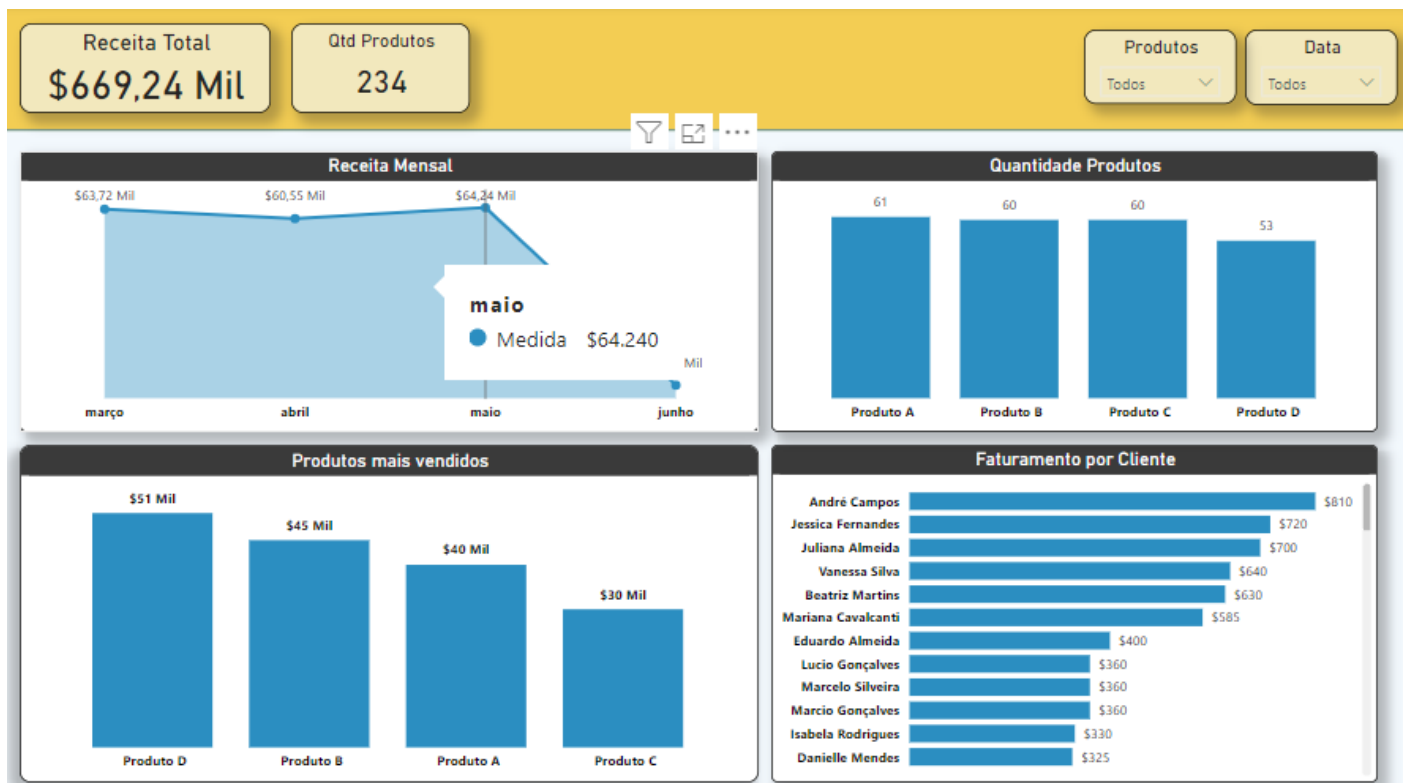 Receita Total
$669,24 Mil
Qtd Produtos
234
Produtos
Todos
Data
Todos
Receita Mensal
$63,72 Mil
$60,55 Mil
$64,24 Mil
maio
Medida $64.240
Mil
março
abril
maio
junho
Quantidade Produtos
61
60
60
53
Produto A
Produto B
Produto C
Produto D
Produtos mais vendidos
$51 Mil
$45 Mil
$40 Mil
$30 Mil
Produto D
Produto B
Produto A
Produto C
Faturamento por Cliente
André Campos $810
Jessica Fernandes $720
Juliana Almeida $700
Vanessa Silva $640
Beatriz Martins $630
Mariana Cavalcanti $585
Eduardo Almeida $400
Lucio Gonçalves $360
Marcelo Silveira $360
Marcio Gonçalves $360
Isabela Rodrigues $330
Danielle Mendes $325